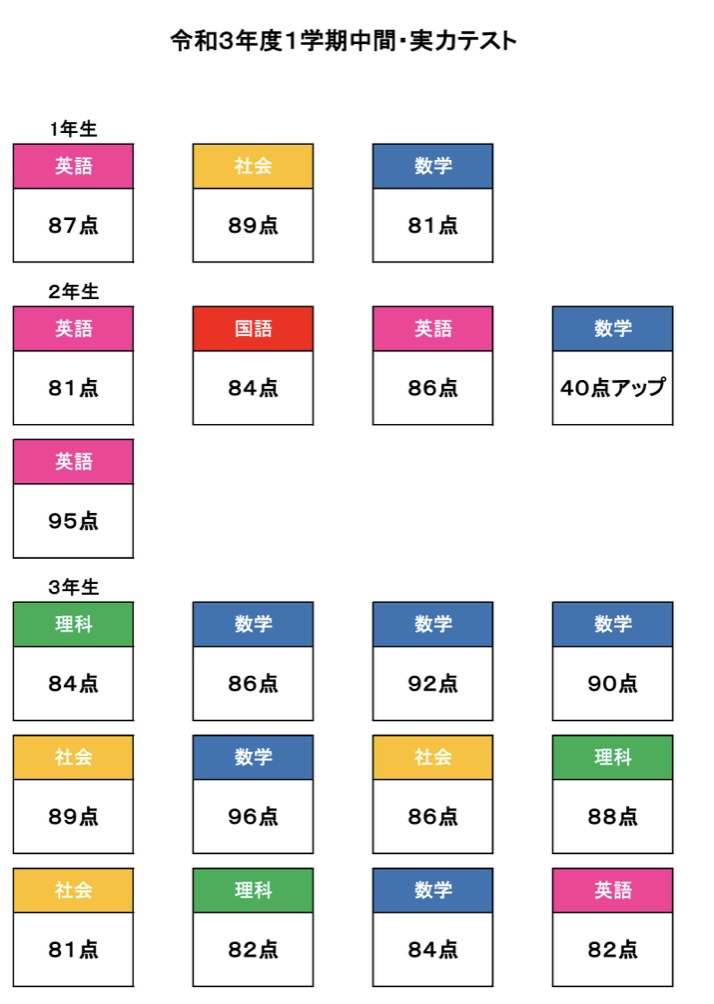 令和3年度1学期中間・実力テスト
1年生
英語 社会 数学
87点 89点 81点
2年生
英語 国語 英語 数学
81点 84点 86点 40点アップ
英語
95点
3年生
理科 数学 数学 数学
84点 86点 92点 90点
社会 数学 社会 理科
89点 96点 86点 88点
社会 理科 数学 英語
81点 82点 84点 82点